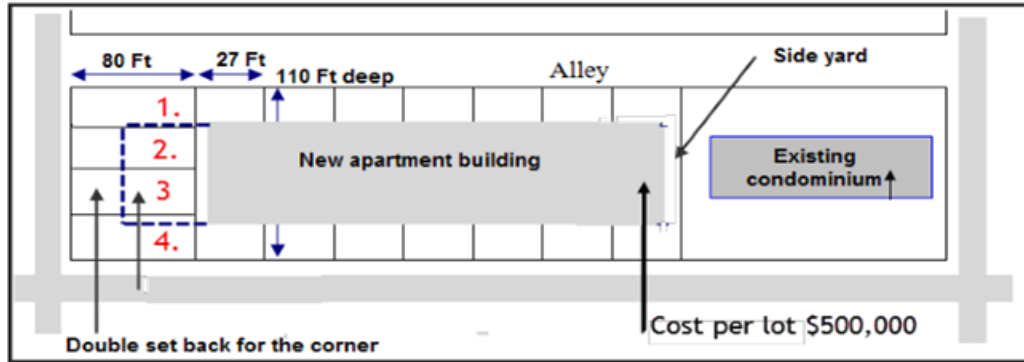 80 Ft
27 Ft
110 Ft deep
Alley
Side yard
1.
2.
3
4.
New apartment building
Existing
condominium
Cost per lot $500,000
Double set back for the corner